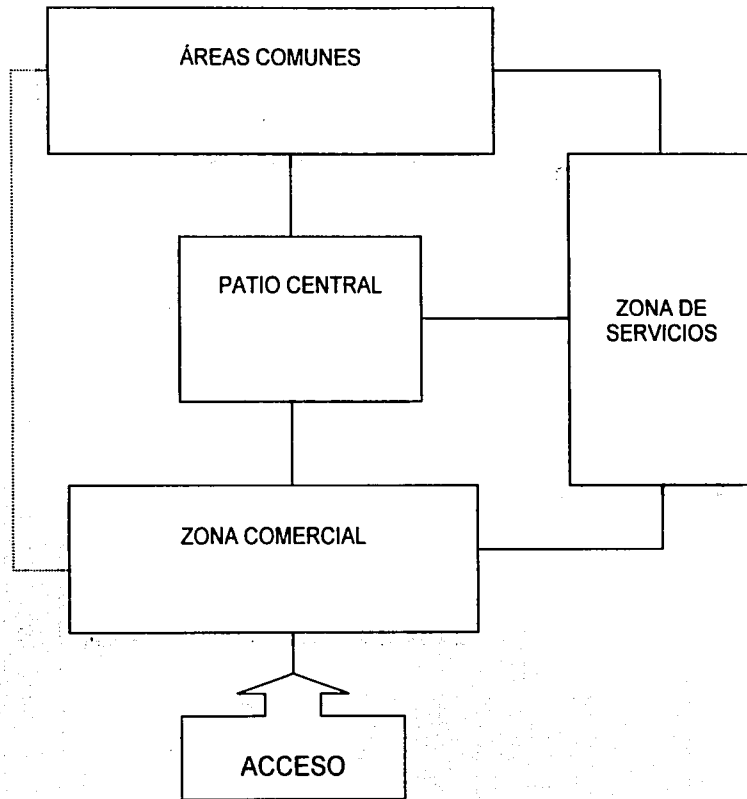 ÁREAS COMUNES
PATIO CENTRAL
ZONA DE
SERVICIOS
ZONA COMERCIAL
ACCESO